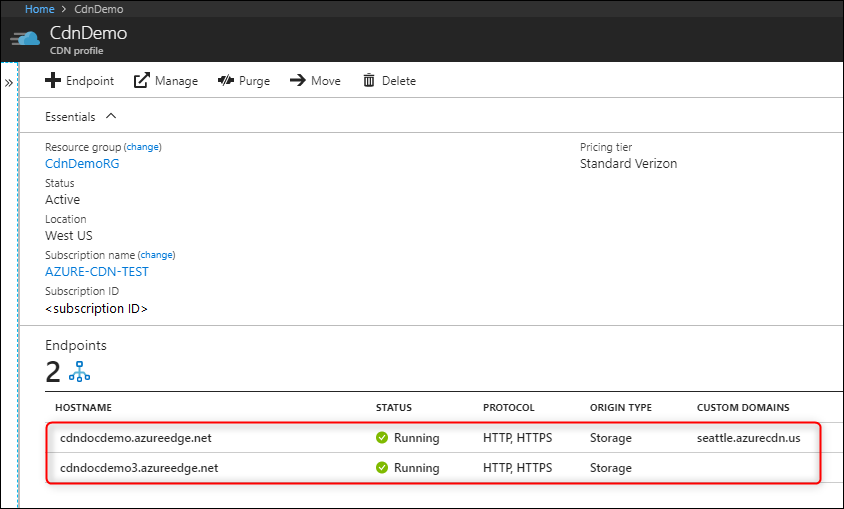 Home > CdnDemo
CdnDemo
CDN profile
»
Endpoint Manage Purge Move Delete
Essentials
Resource group (change)
CdnDemoRG
Pricing tier
Standard Verizon
Status
Active
Location
West US
Subscription name (change)
AZURE-CDN-TEST
Subscription ID
<subscription ID>
Endpoints
2
HOSTNAME STATUS PROTOCOL ORIGIN TYPE CUSTOM DOMAINS
cdndocdemo.azureedge.net Running HTTP, HTTPS Storage seattle.azurecdn.us
cdndocdemo3.azureedge.net Running HTTP, HTTPS Storage